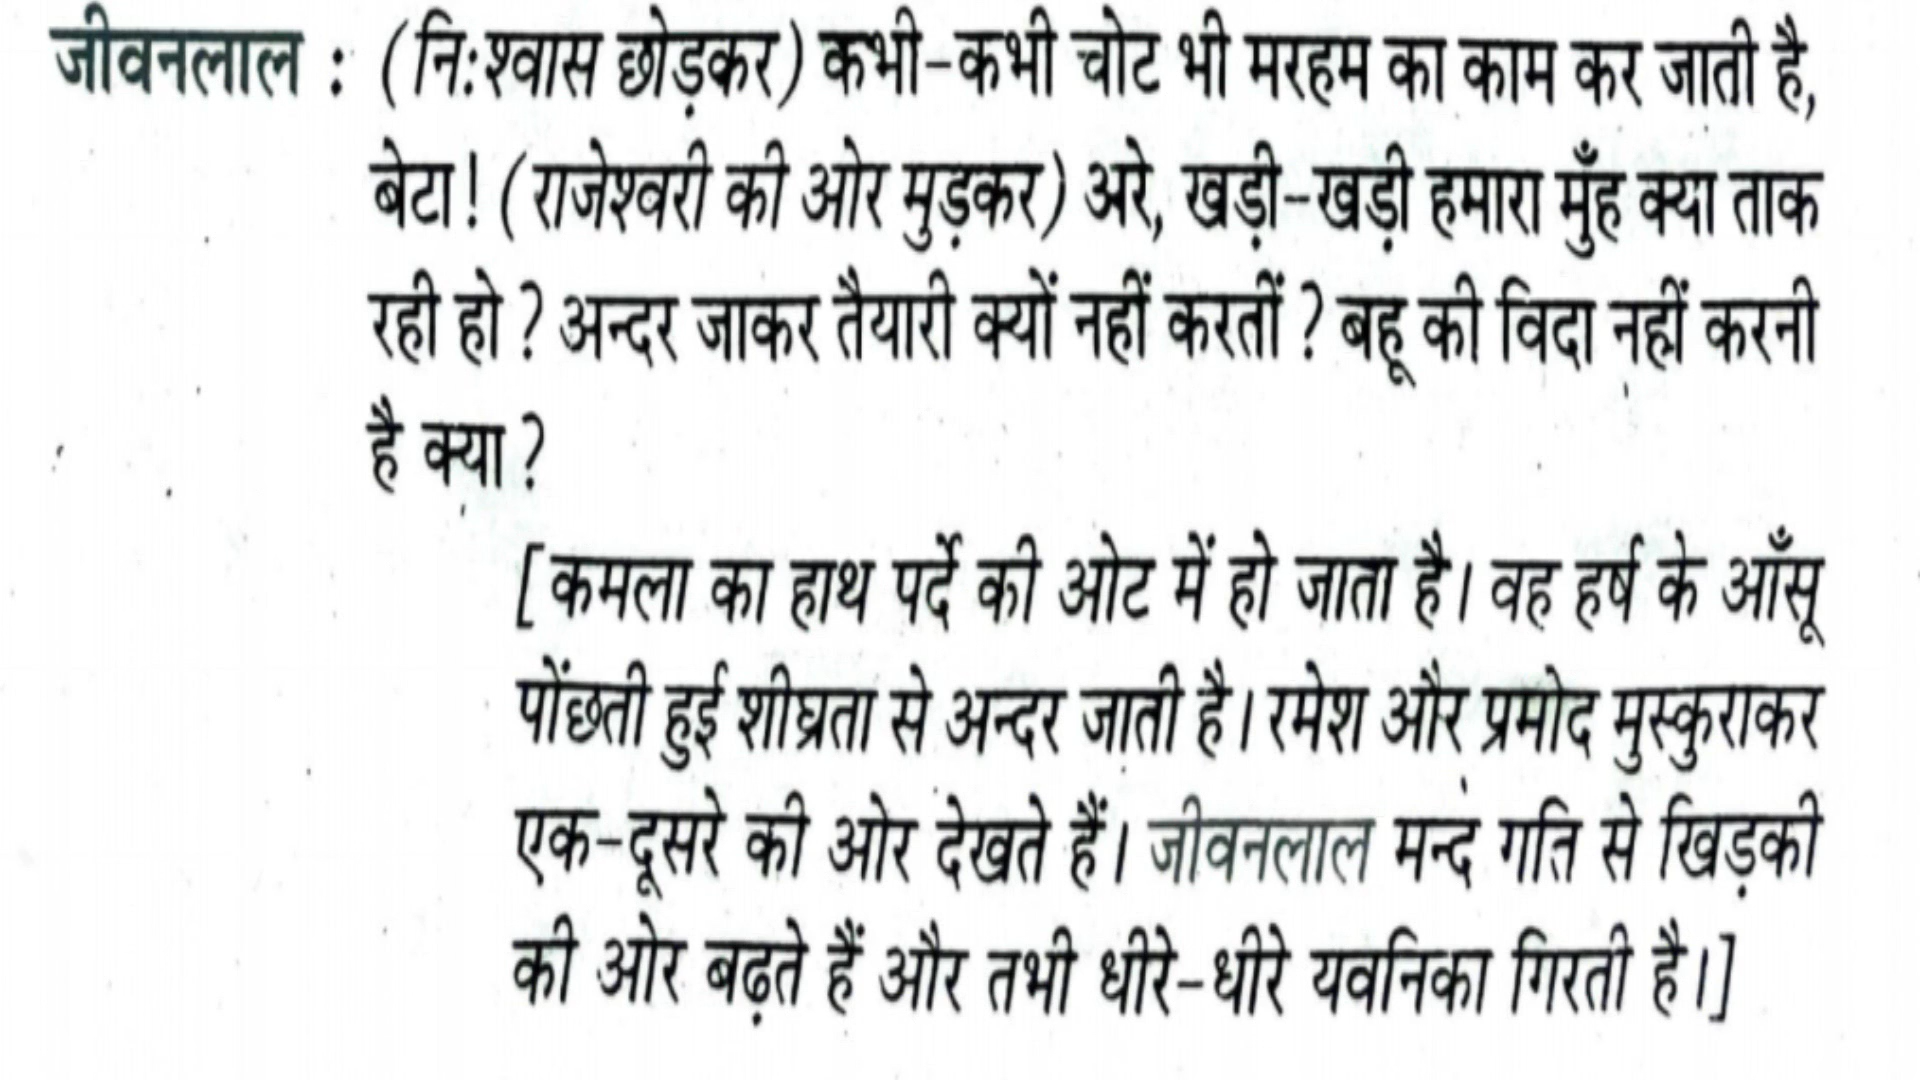 जीवनलाल : (नि:श्वास छोड़कर) कभी-कभी चोट भी मरहम का काम कर जाती है,
बेटा! (राजेश्वरी की ओर मुड़कर) अरे, खड़ी-खड़ी हमारा मुँह क्या ताक
रही हो? अन्दर जाकर तैयारी क्यों नहीं करतीं? बहू की विदा नहीं करनी
है क्या?
[कमला का हाथ पर्दे की ओट में हो जाता है। वह हर्ष के आँसू
पोंछती हुई शीघ्रता से अन्दर जाती है। रमेश और प्रमोद मुस्कुराकर
एक-दूसरे की ओर देखते हैं। जीवनलाल मन्द गति से खिड़की
की ओर बढ़ते हैं और तभी धीरे-धीरे यवनिका गिरती है।]